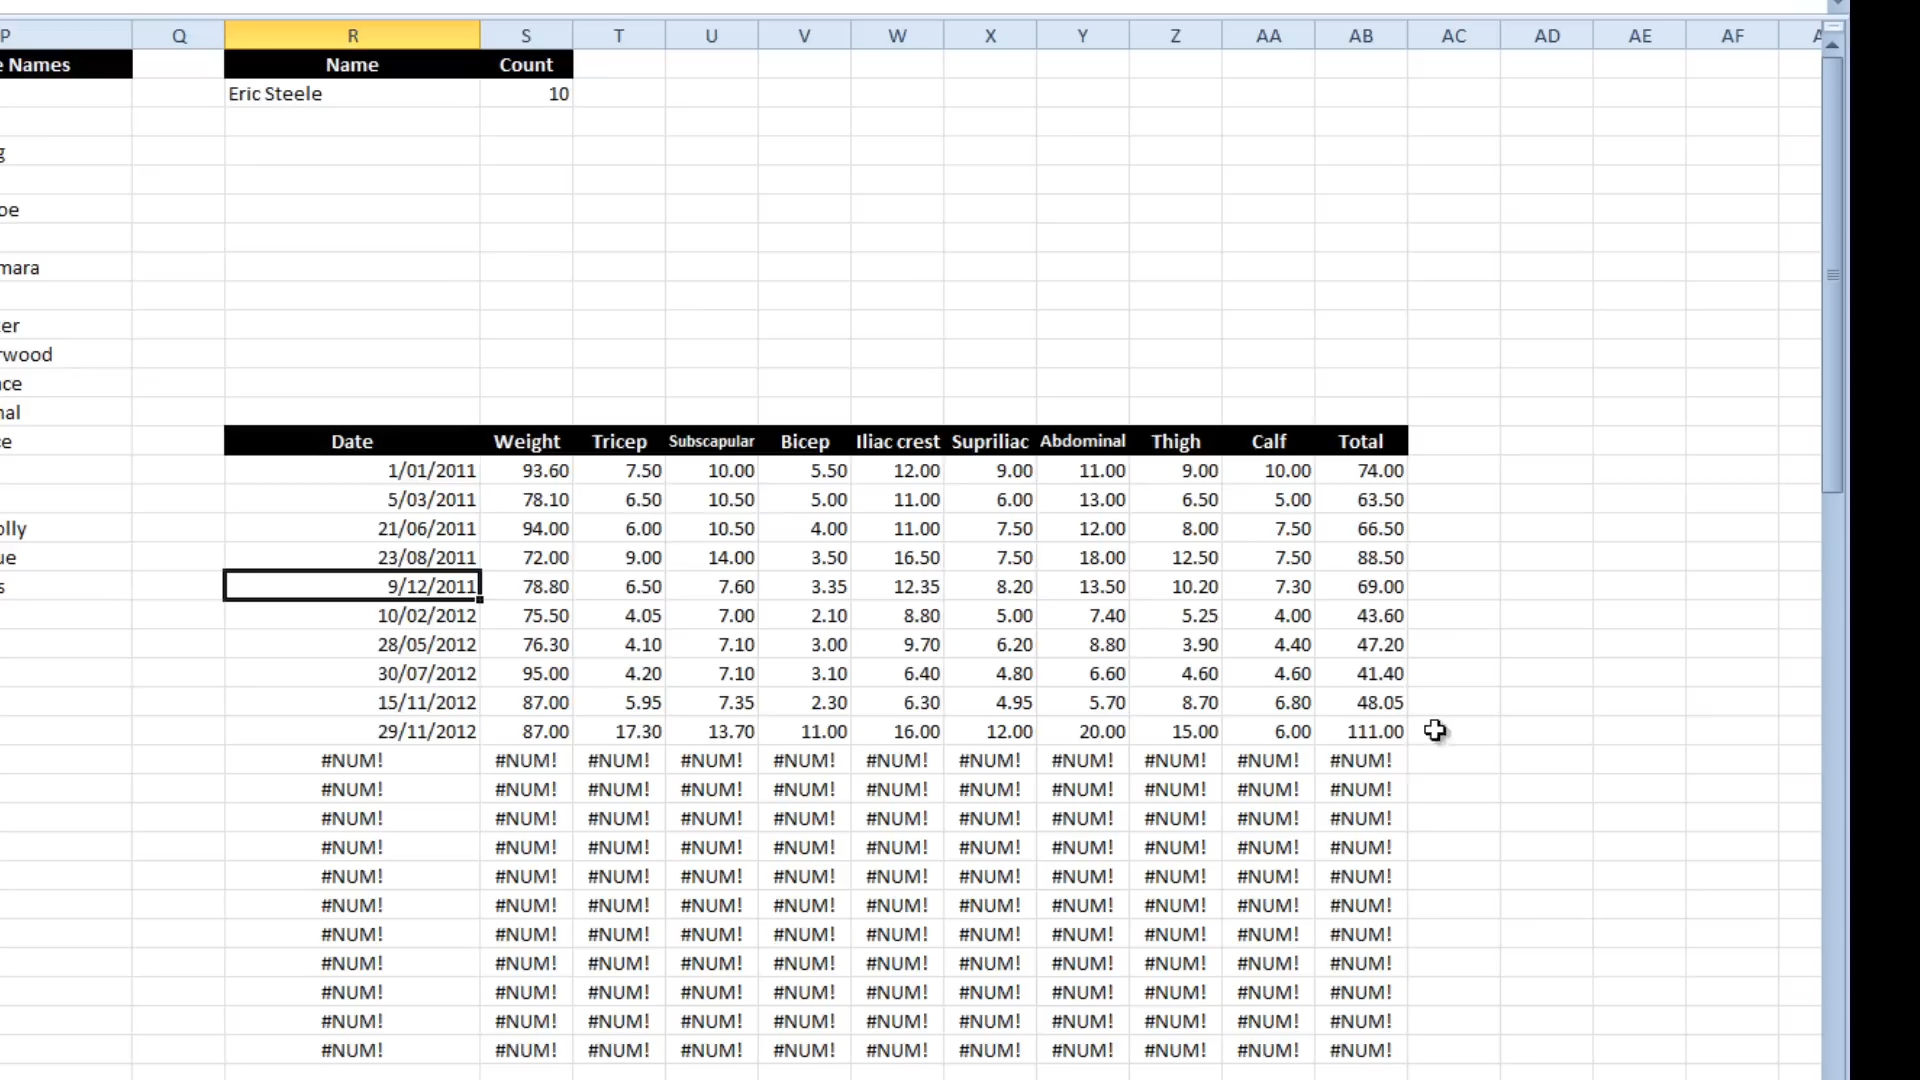 P Q R S T U V W X Y Z AA AB AC AD AE AF
Names Name Count
Eric Steele 10
mara
rwood
Date Weight Tricep Subscapular Bicep Iliac crest Supriliac Abdominal Thigh Calf Total
1/01/2011 93.60 7.50 10.00 5.50 12.00 9.00 11.00 9.00 10.00 74.00
5/03/2011 78.10 6.50 10.50 5.00 11.00 6.00 13.00 6.50 5.00 63.50
olly 21/06/2011 94.00 6.00 10.50 4.00 11.00 7.50 12.00 8.00 7.50 66.50
ue 23/08/2011 72.00 9.00 14.00 3.50 16.50 7.50 18.00 12.50 7.50 88.50
s 9/12/2011 78.80 6.50 7.60 3.35 12.35 8.20 13.50 10.20 7.30 69.00
10/02/2012 75.50 4.05 7.00 2.10 8.80 5.00 7.40 5.25 4.00 43.60
28/05/2012 76.30 4.10 7.10 3.00 9.70 6.20 8.80 3.90 4.40 47.20
30/07/2012 95.00 4.20 7.10 3.10 6.40 4.80 6.60 4.60 4.60 41.40
15/11/2012 87.00 5.95 7.35 2.30 6.30 4.95 5.70 8.70 6.80 48.05
29/11/2012 87.00 17.30 13.70 11.00 16.00 12.00 20.00 15.00 6.00 111.00
#NUM! #NUM! #NUM! #NUM! #NUM! #NUM! #NUM! #NUM! #NUM! #NUM! #NUM!
#NUM! #NUM! #NUM! #NUM! #NUM! #NUM! #NUM! #NUM! #NUM! #NUM! #NUM!
#NUM! #NUM! #NUM! #NUM! #NUM! #NUM! #NUM! #NUM! #NUM! #NUM! #NUM!
#NUM! #NUM! #NUM! #NUM! #NUM! #NUM! #NUM! #NUM! #NUM! #NUM! #NUM!
#NUM! #NUM! #NUM! #NUM! #NUM! #NUM! #NUM! #NUM! #NUM! #NUM! #NUM!
#NUM! #NUM! #NUM! #NUM! #NUM! #NUM! #NUM! #NUM! #NUM! #NUM! #NUM!
#NUM! #NUM! #NUM! #NUM! #NUM! #NUM! #NUM! #NUM! #NUM! #NUM! #NUM!
#NUM! #NUM! #NUM! #NUM! #NUM! #NUM! #NUM! #NUM! #NUM! #NUM! #NUM!
#NUM! #NUM! #NUM! #NUM! #NUM! #NUM! #NUM! #NUM! #NUM! #NUM! #NUM!
#NUM! #NUM! #NUM! #NUM! #NUM! #NUM! #NUM! #NUM! #NUM! #NUM! #NUM!
#NUM! #NUM! #NUM! #NUM! #NUM! #NUM! #NUM! #NUM! #NUM! #NUM! #NUM!